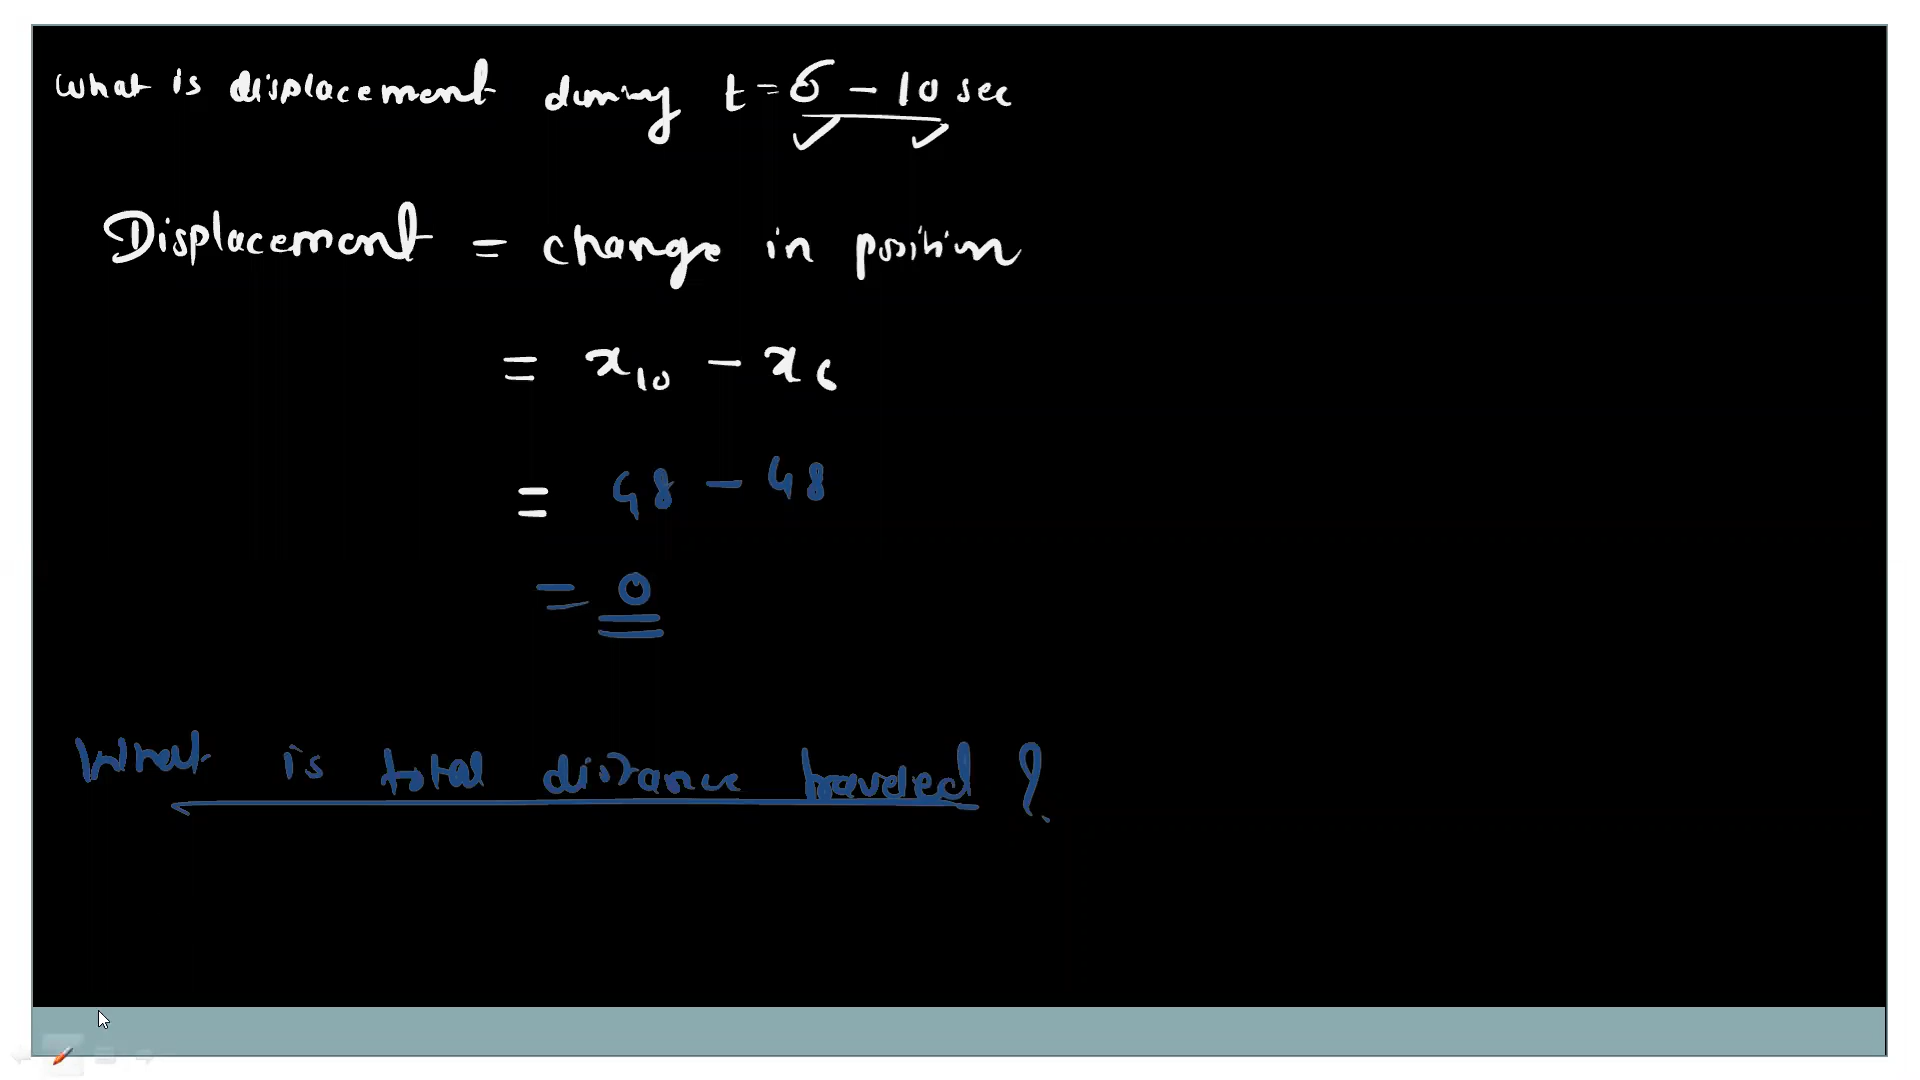 What is displacement during t = 6 - 10 sec
Displacement = change in position
= x₁₀ - x₆
= 48 - 48
= 0
What is total distance traveled ?